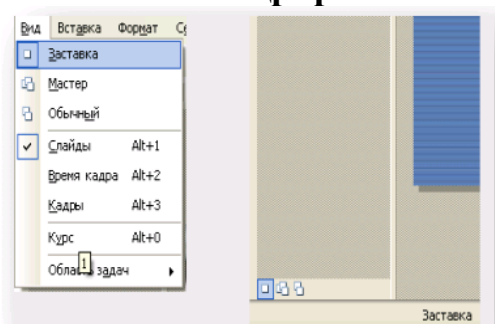 Вид Вставка Формат
Заставка
Мастер
Обычный
Слайды Alt+1
Время кадра Alt+2
Кадры Alt+3
Курс Alt+0
1
задач
Заставка